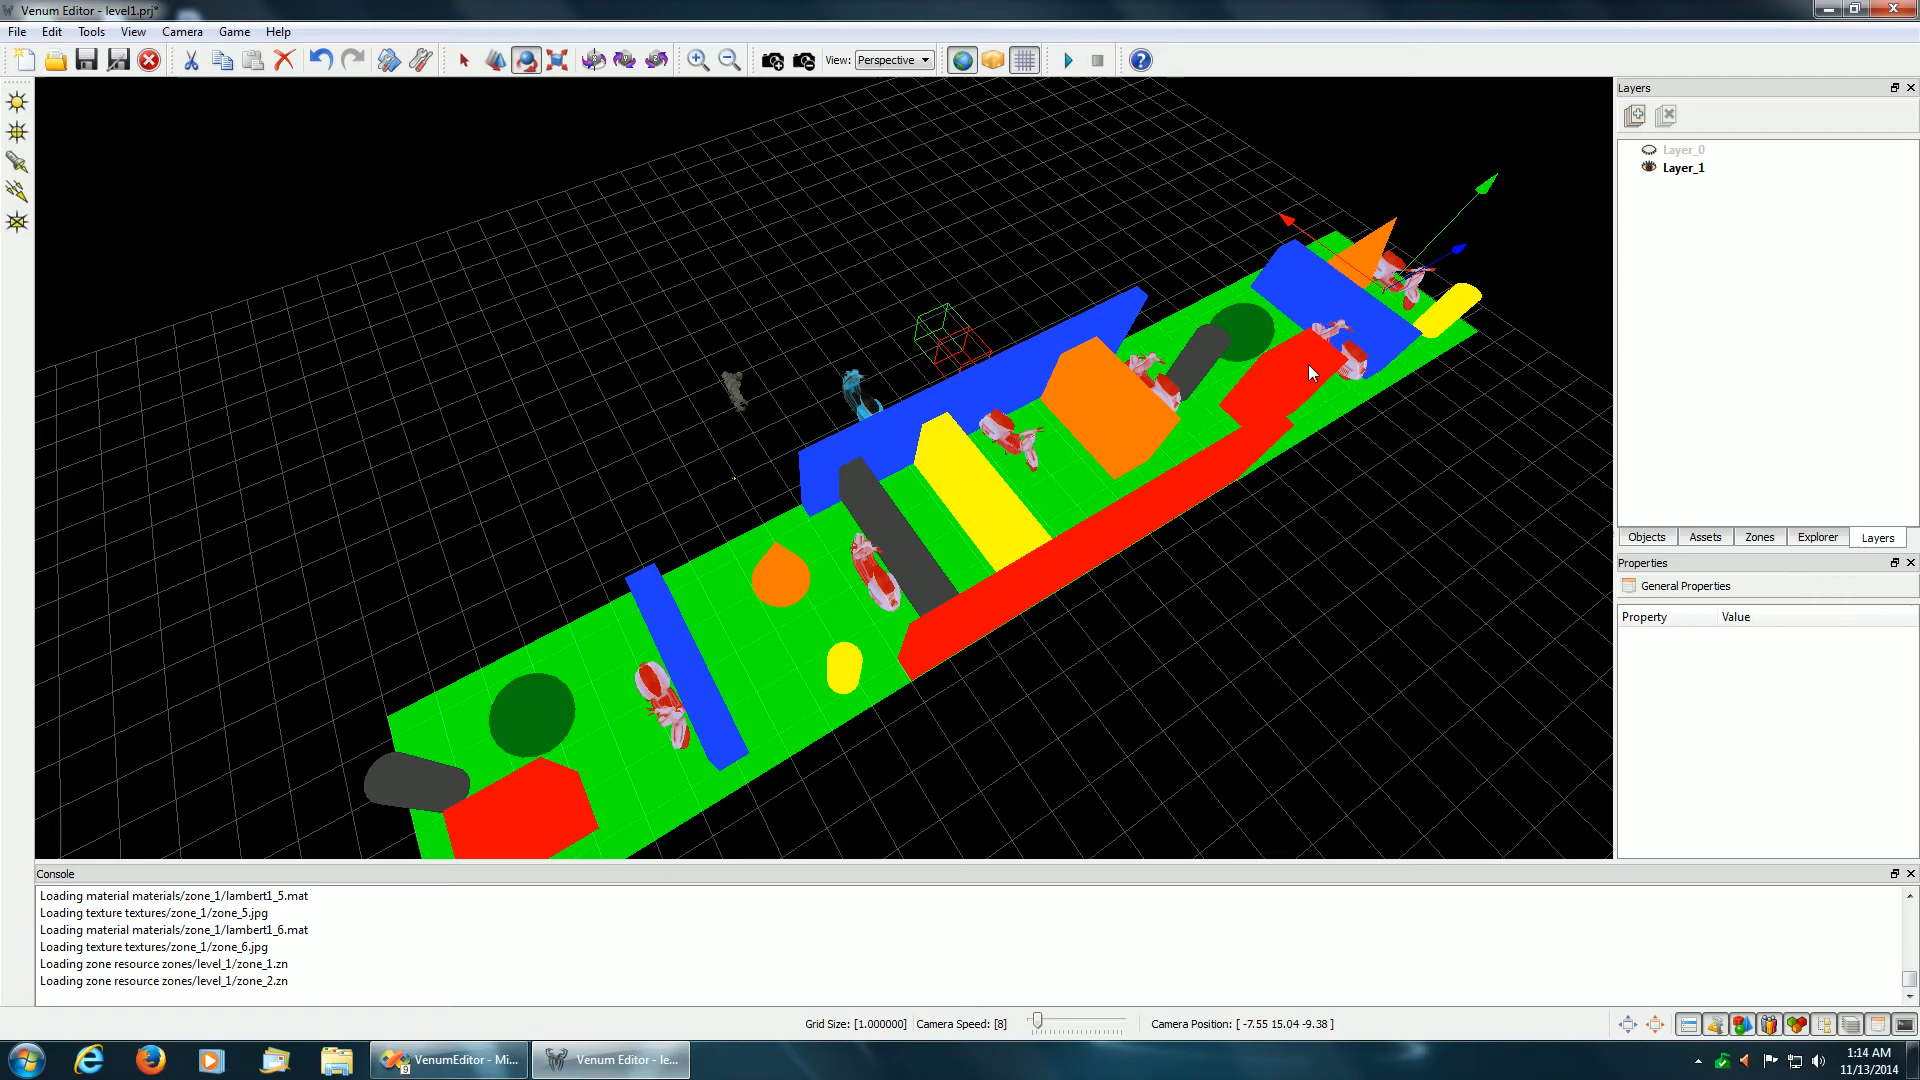 Venum Editor - level1.prj*
File Edit Tools View Camera Game Help
View: Perspective
Layers
Layer_0
Layer_1
Objects Assets Zones Explorer Layers
Properties
General Properties
Property Value
Console
Loading material materials/zone_1/lambert1_5.mat
Loading texture textures/zone_1/zone_5.jpg
Loading material materials/zone_1/lambert1_6.mat
Loading texture textures/zone_1/zone_6.jpg
Loading zone resource zones/level_1/zone_1.zn
Loading zone resource zones/level_1/zone_2.zn
Grid Size: [1.000000] Camera Speed: [8] Camera Position: [ -7.55 15.04 -9.38 ]
VenumEditor - Mi... Venum Editor - le...
1:14 AM
11/13/2014